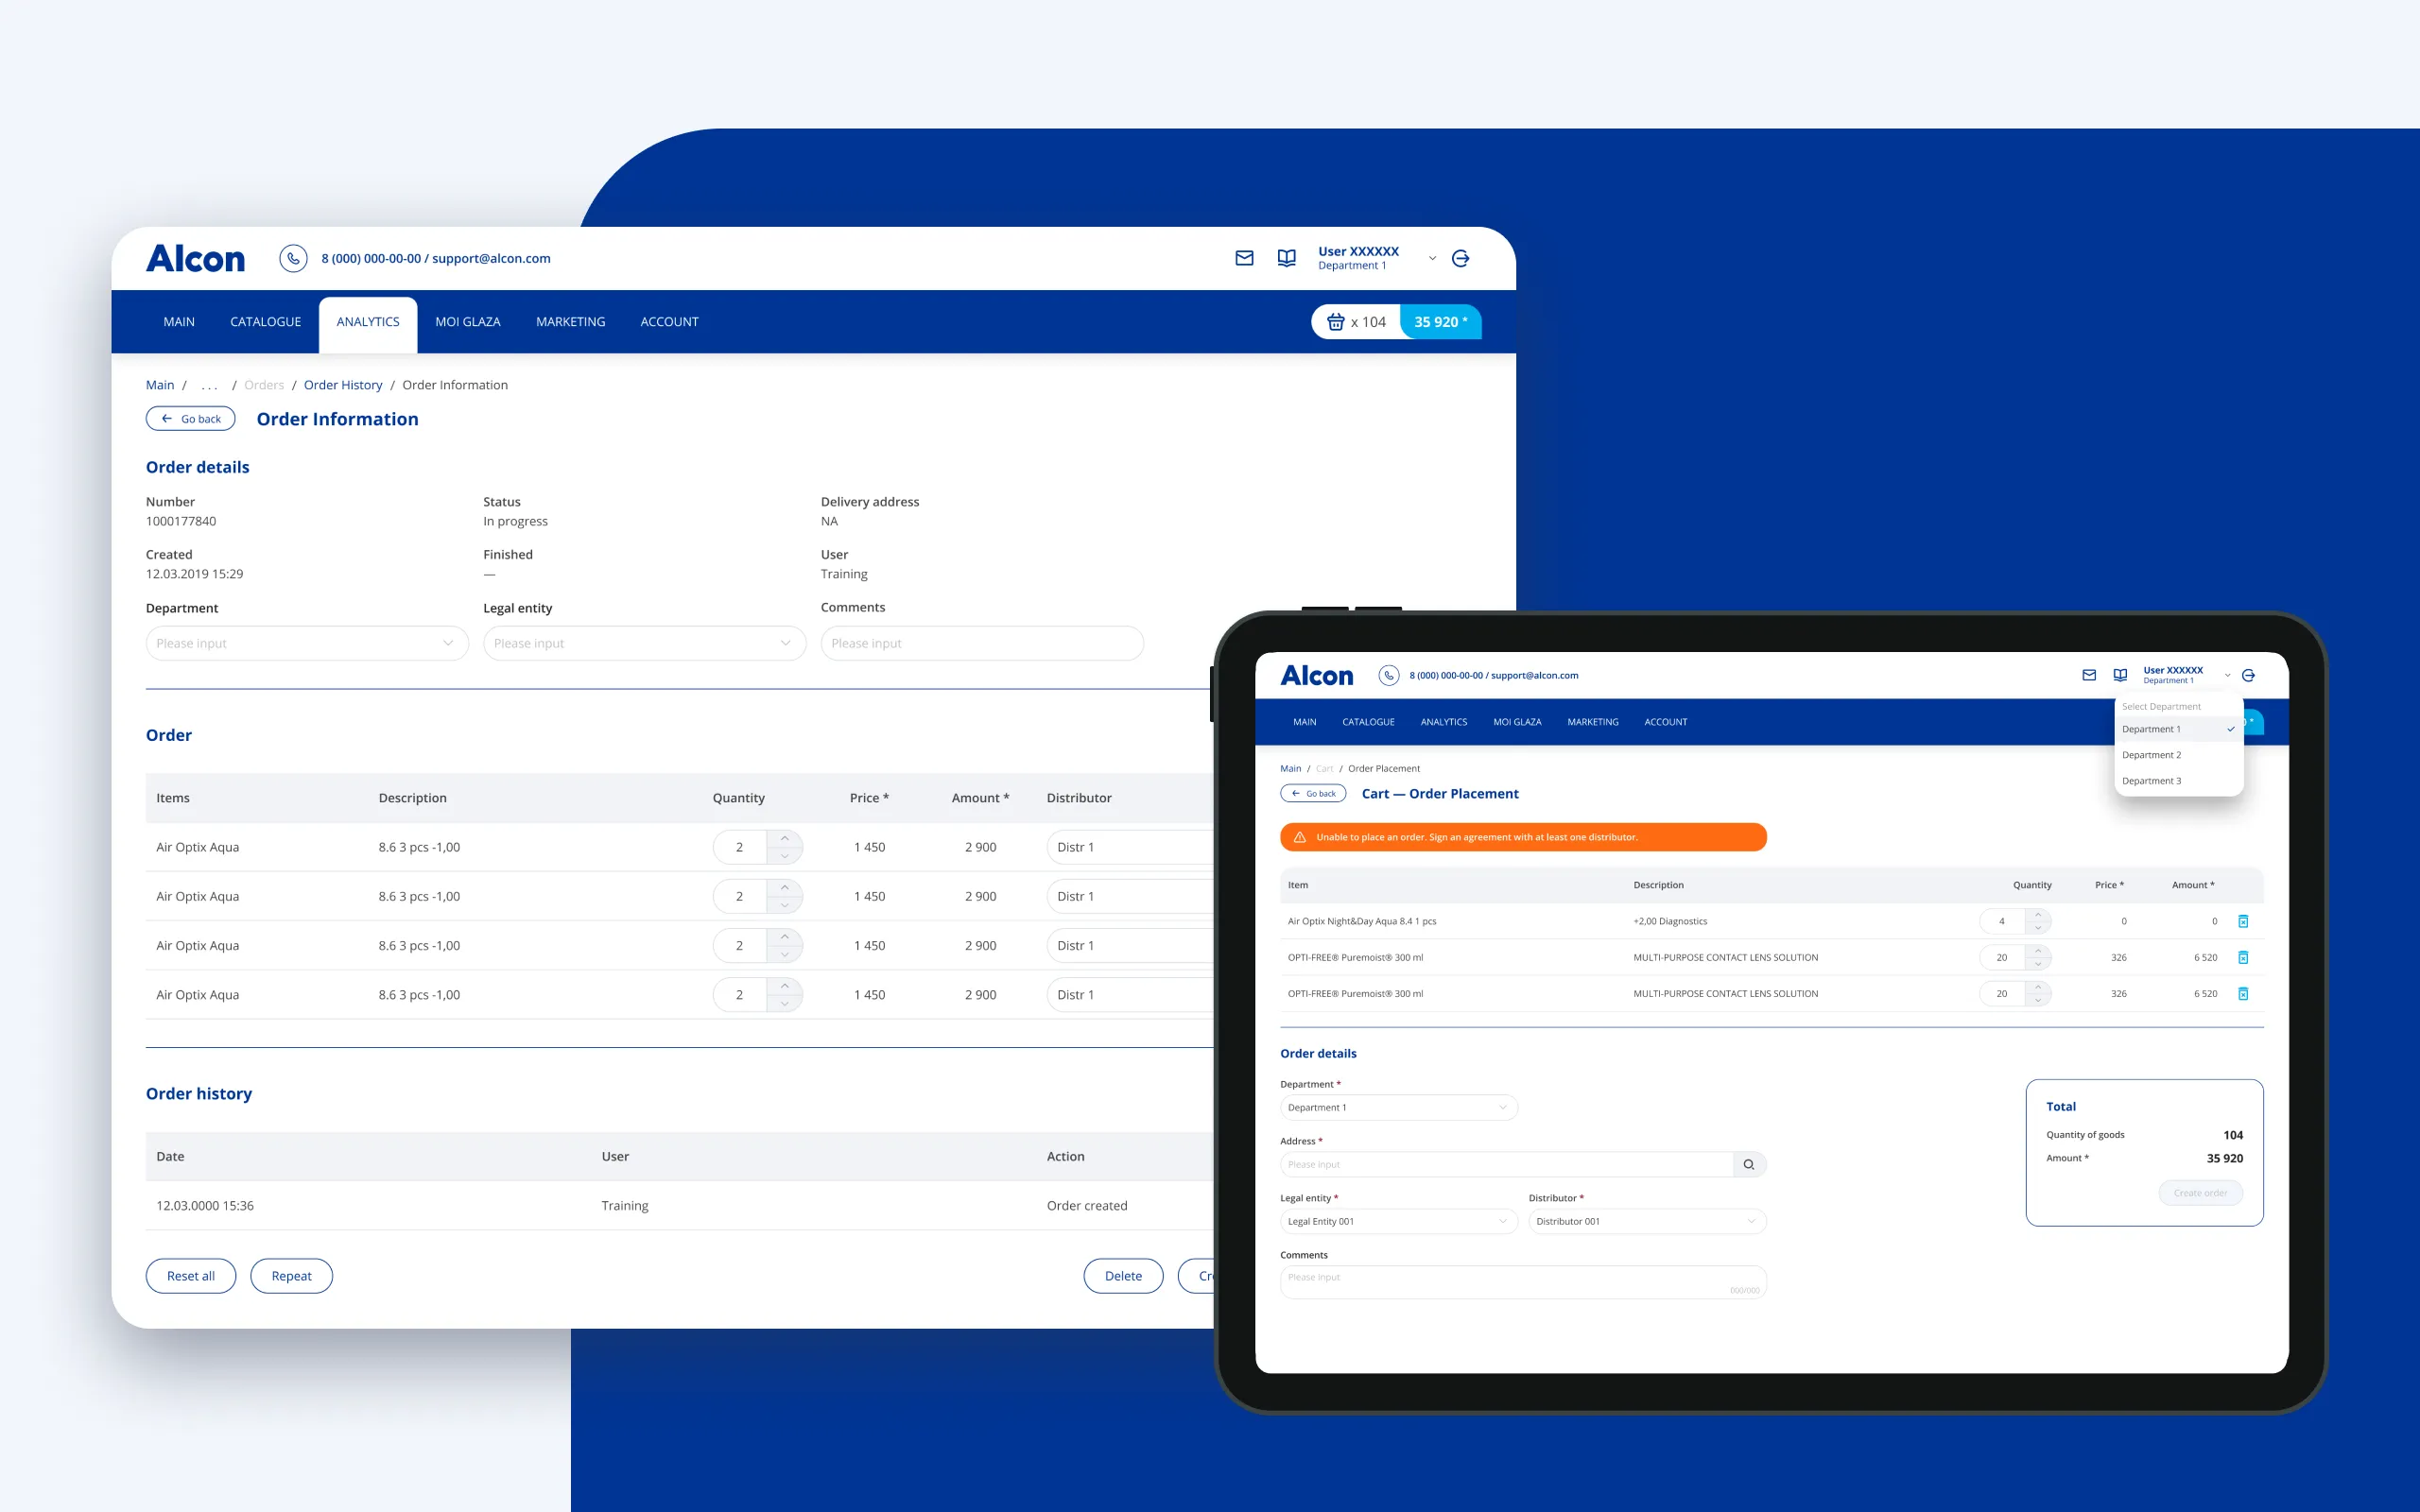 Alcon
8 (000) 000-00-00 / support@alcon.com
User XXXXXX
Department 1
MAIN CATALOGUE ANALYTICS MOI GLAZA MARKETING ACCOUNT
x 104 35 920 *
Main / ... / Orders / Order History / Order Information
Go back Order Information
Order details
Number Status Delivery address
1000177840 In progress NA
Created Finished User
12.03.2019 15:29 — Training
Department Legal entity Comments
Please input Please input Please input
Order
Items Description Quantity Price * Amount * Distributor
Air Optix Aqua 8.6 3 pcs -1,00 2 1 450 2 900 Distr 1
Air Optix Aqua 8.6 3 pcs -1,00 2 1 450 2 900 Distr 1
Air Optix Aqua 8.6 3 pcs -1,00 2 1 450 2 900 Distr 1
Air Optix Aqua 8.6 3 pcs -1,00 2 1 450 2 900 Distr 1
Order history
Date User Action
12.03.0000 15:36 Training Order created
Reset all Repeat Delete
Alcon
8 (000) 000-00-00 / support@alcon.com
User XXXXXX
Department 1
MAIN CATALOGUE ANALYTICS MOI GLAZA MARKETING ACCOUNT
Select Department
Department 1
Department 2
Department 3
Main / Cart / Order Placement
Go back Cart — Order Placement
Unable to place an order. Sign an agreement with at least one distributor.
Item Description Quantity Price * Amount *
Air Optix Night&Day Aqua 8.4 1 pcs +2,00 Diagnostics 4 0 0
OPTI-FREE® Puremoist® 300 ml MULTI-PURPOSE CONTACT LENS SOLUTION 20 326 6 520
OPTI-FREE® Puremoist® 300 ml MULTI-PURPOSE CONTACT LENS SOLUTION 20 326 6 520
Order details
Department *
Department 1
Address *
Please input
Legal entity * Distributor *
Legal Entity 001 Distributor 001
Comments
Please input
000/000
Total
Quantity of goods 104
Amount * 35 920
Create order